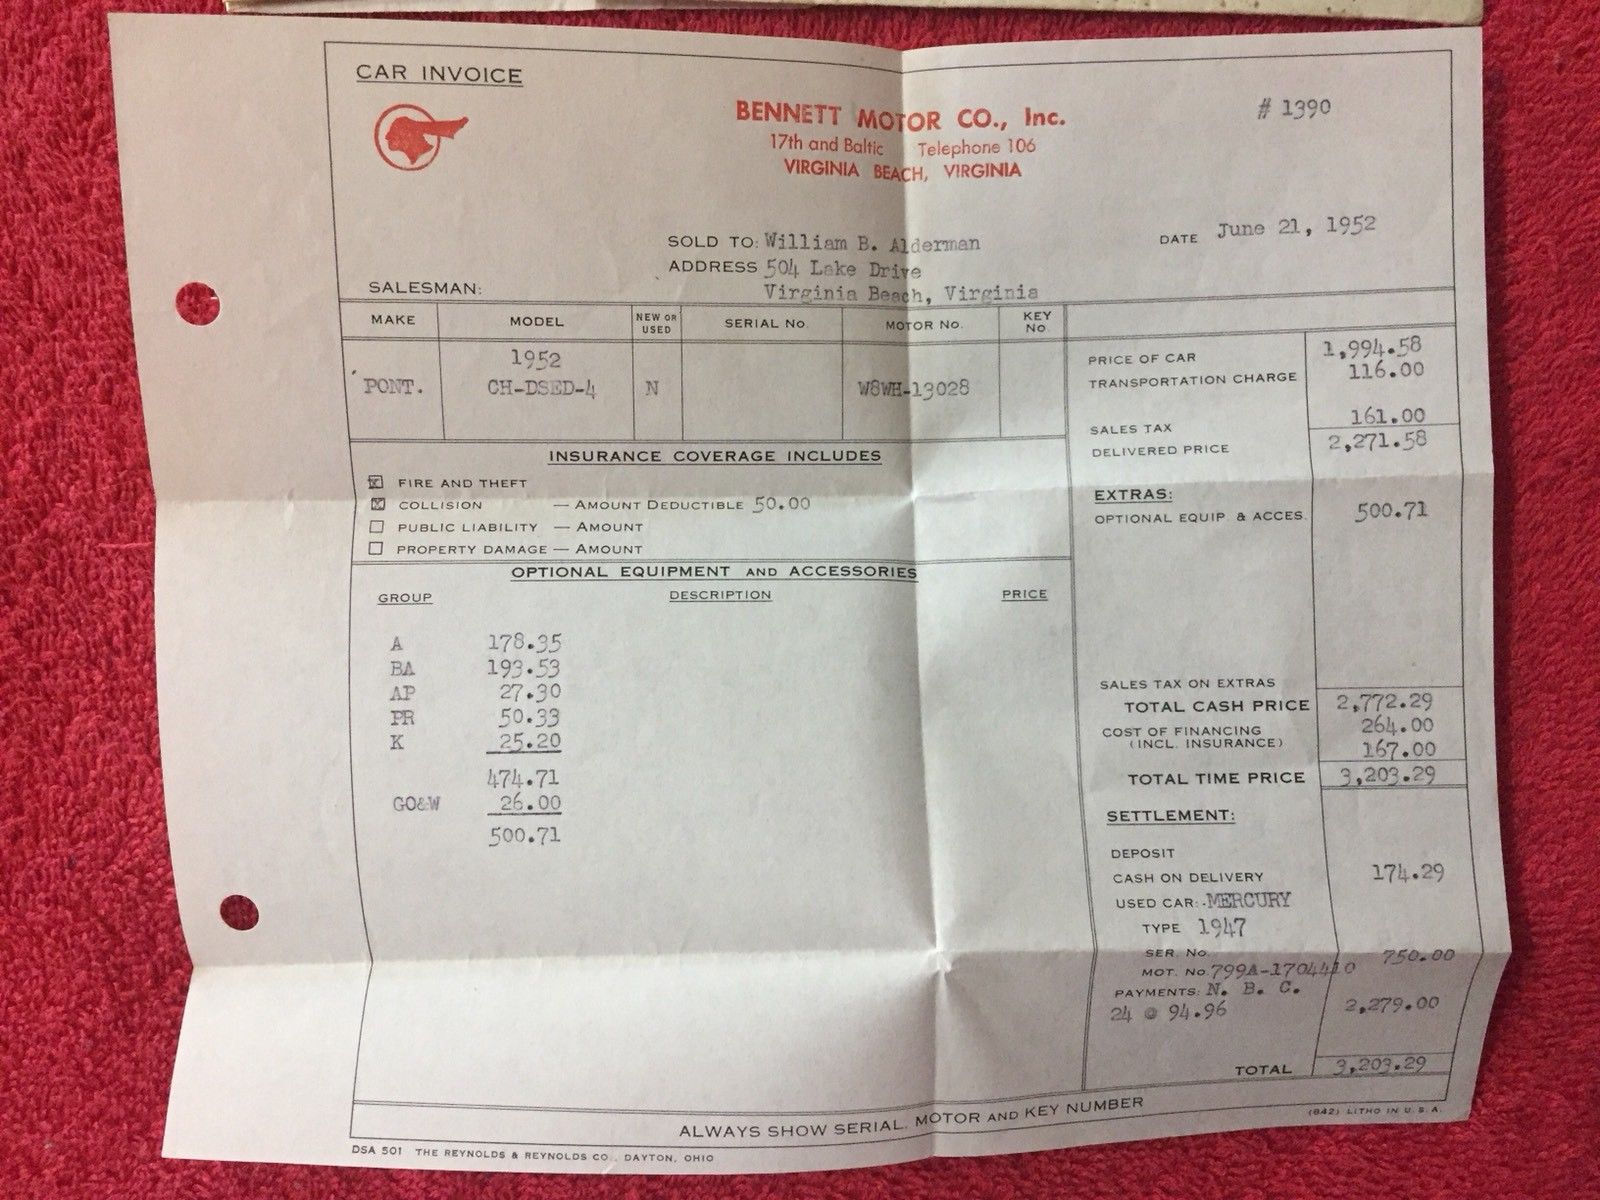 CAR INVOICE
BENNETT MOTOR CO., Inc.
# 1390
17th and Baltic Telephone 106
VIRGINIA BEACH, VIRGINIA
SOLD TO: William B. Alderman
DATE June 21, 1952
ADDRESS 504 Lake Drive
Virginia Beach, Virginia
SALESMAN:
MAKE MODEL NEW OR USED SERIAL No. MOTOR No. KEY No.
1952
PONT. CH-DSED-4 N W8WH-13028
PRICE OF CAR 1,994.58
TRANSPORTATION CHARGE 116.00
SALES TAX 161.00
DELIVERED PRICE 2,271.58
INSURANCE COVERAGE INCLUDES
FIRE AND THEFT
COLLISION — AMOUNT DEDUCTIBLE 50.00
PUBLIC LIABILITY — AMOUNT
PROPERTY DAMAGE — AMOUNT
EXTRAS:
OPTIONAL EQUIP. & ACCES. 500.71
OPTIONAL EQUIPMENT AND ACCESSORIES
GROUP DESCRIPTION PRICE
A 178.35
BA 193.53
AP 27.30
PR 50.33
K 25.20
474.71
GO&W 26.00
500.71
SALES TAX ON EXTRAS
TOTAL CASH PRICE 2,772.29
COST OF FINANCING 264.00
(INCL. INSURANCE) 167.00
TOTAL TIME PRICE 3,203.29
SETTLEMENT:
DEPOSIT
CASH ON DELIVERY 174.29
USED CAR: MERCURY
TYPE 1947
SER. No. 750.00
MOT. No. 799A-1704410
PAYMENTS: N. B. C.
24 @ 94.96 2,279.00
TOTAL 3,203.29
ALWAYS SHOW SERIAL, MOTOR AND KEY NUMBER
(842) LITHO IN U.S.A.
DSA 501 THE REYNOLDS & REYNOLDS CO., DAYTON, OHIO